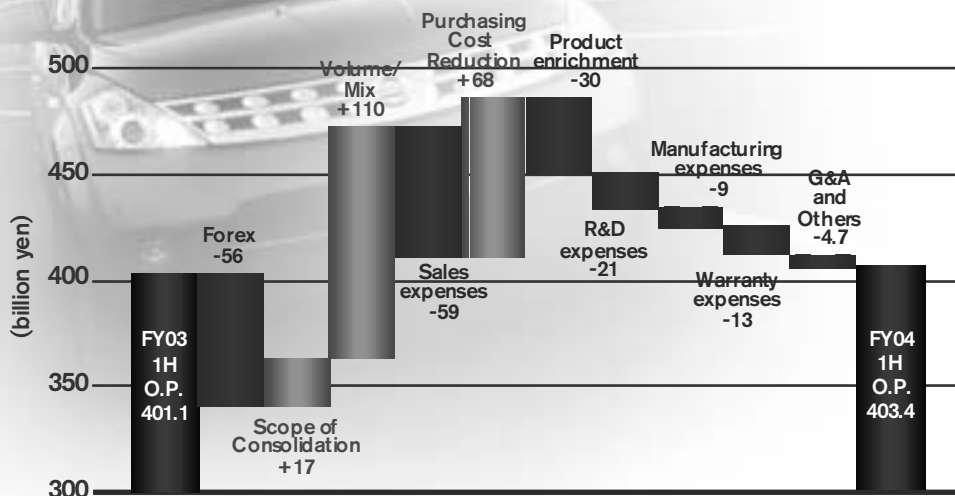 (billion yen)
500
450
400
350
300
FY03
1H
O.P.
401.1
Forex
-56
Scope of
Consolidation
+17
Volume/
Mix
+110
Sales
expenses
-59
Purchasing
Cost
Reduction
+68
Product
enrichment
-30
R&D
expenses
-21
Manufacturing
expenses
-9
Warranty
expenses
-13
G&A
and
Others
-4.7
FY04
1H
O.P.
403.4